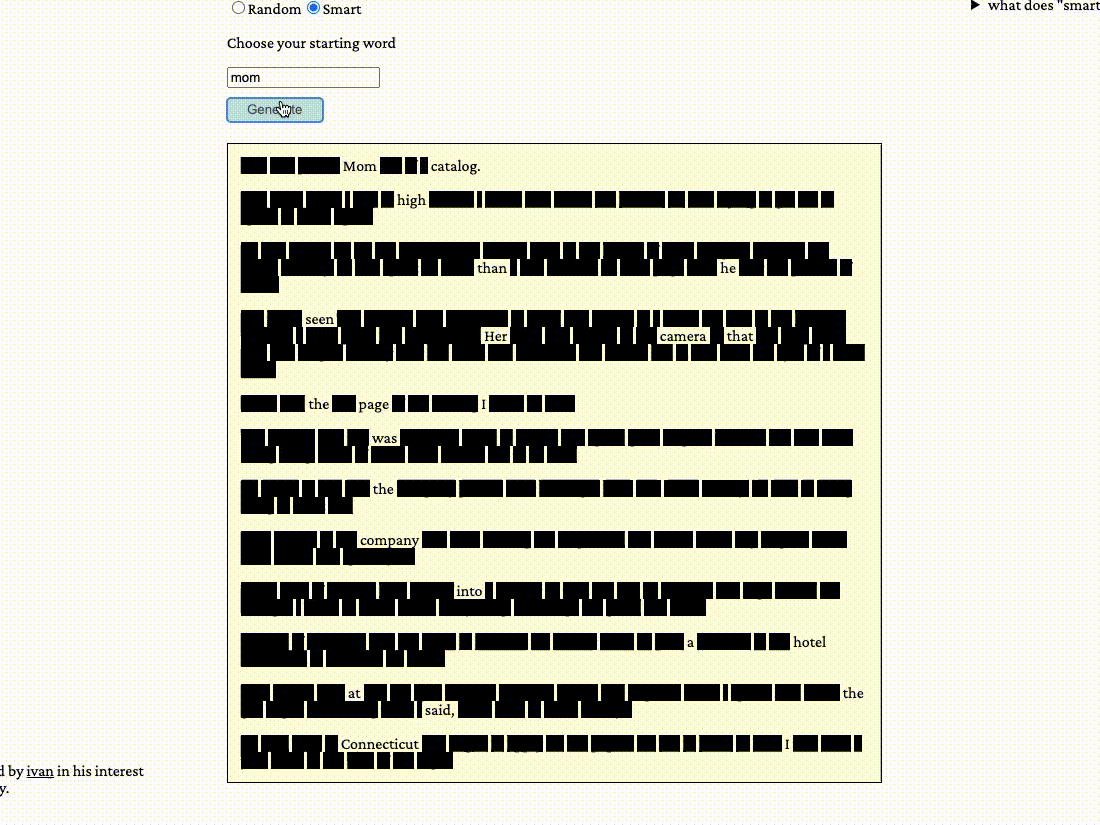 Random Smart
what does "smart
Choose your starting word
mom
Generate
Mom catalog.
high
than he
seen
Her camera that
the page I
was
the
company
into
a hotel
at the
said,
Connecticut I
d by ivan in his interest
y.